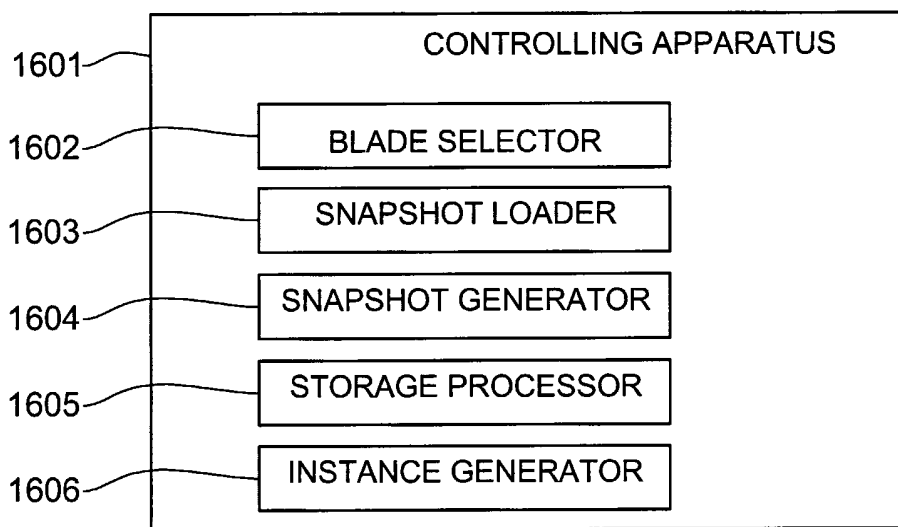 CONTROLLING APPARATUS
1601
1602
BLADE SELECTOR
1603
SNAPSHOT LOADER
1604
SNAPSHOT GENERATOR
1605
STORAGE PROCESSOR
1606
INSTANCE GENERATOR